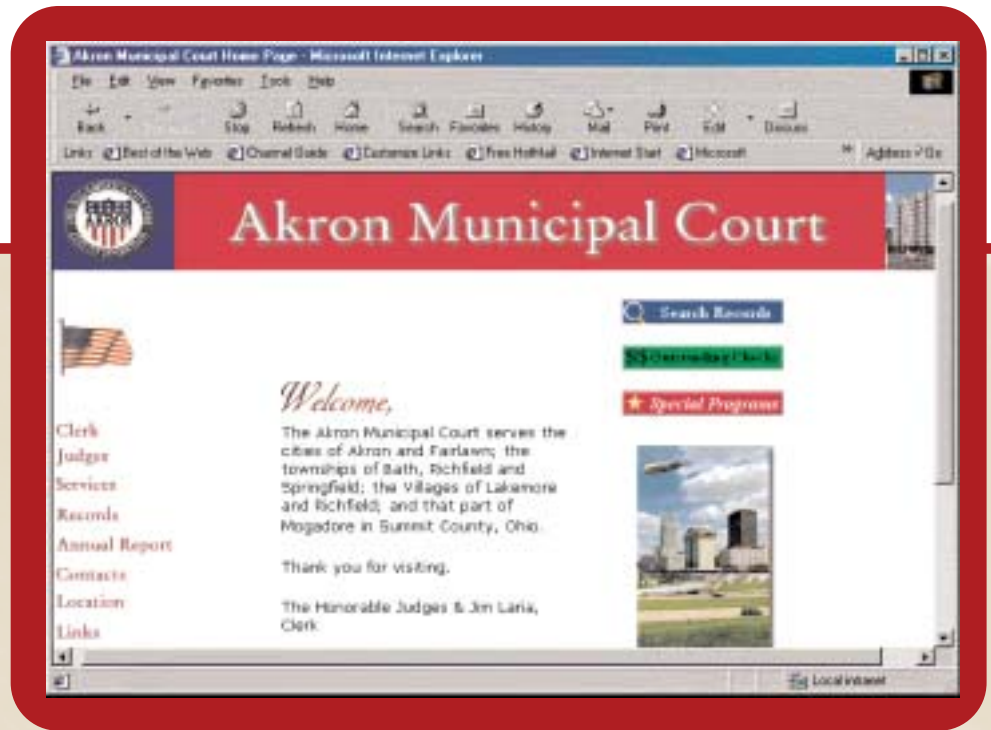 Akron Municipal Court Home Page - Microsoft Internet Explorer
File Edit View Favorites Tools Help
Back Stop Refresh Home Search Favorites History Mail Print Edit Discuss
Links Best of the Web Channel Guide Customize Links Free HotMail Internet Start Microsoft Address Go
AKRON
Akron Municipal Court
Search Records
$$ Outstanding Checks
Special Programs
Welcome,
The Akron Municipal Court serves the
cities of Akron and Fairlawn; the
townships of Bath, Richfield and
Springfield; the Villages of Lakemore
and Richfield; and that part of
Mogadore in Summit County, Ohio.
Thank you for visiting.
The Honorable Judges & Jim Laria,
Clerk
Clerk
Judges
Services
Records
Annual Report
Contacts
Location
Links
Local intranet